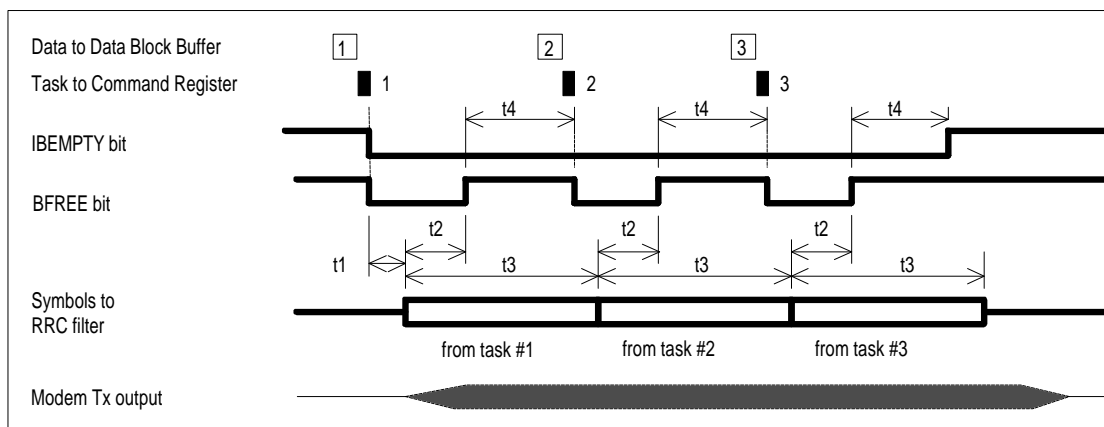 Data to Data Block Buffer
1 2 3
Task to Command Register
1 2 3
t4 t4 t4
IBEMPTY bit
BFREE bit
t2 t2 t2
t1 t3 t3 t3
Symbols to
RRC filter
from task #1 from task #2 from task #3
Modem Tx output